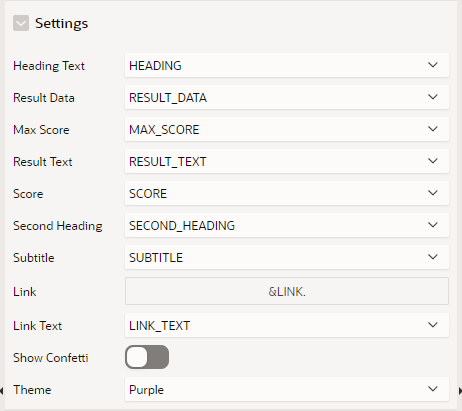 Settings
Heading Text HEADING
Result Data RESULT_DATA
Max Score MAX_SCORE
Result Text RESULT_TEXT
Score SCORE
Second Heading SECOND_HEADING
Subtitle SUBTITLE
Link &LINK.
Link Text LINK_TEXT
Show Confetti
Theme Purple